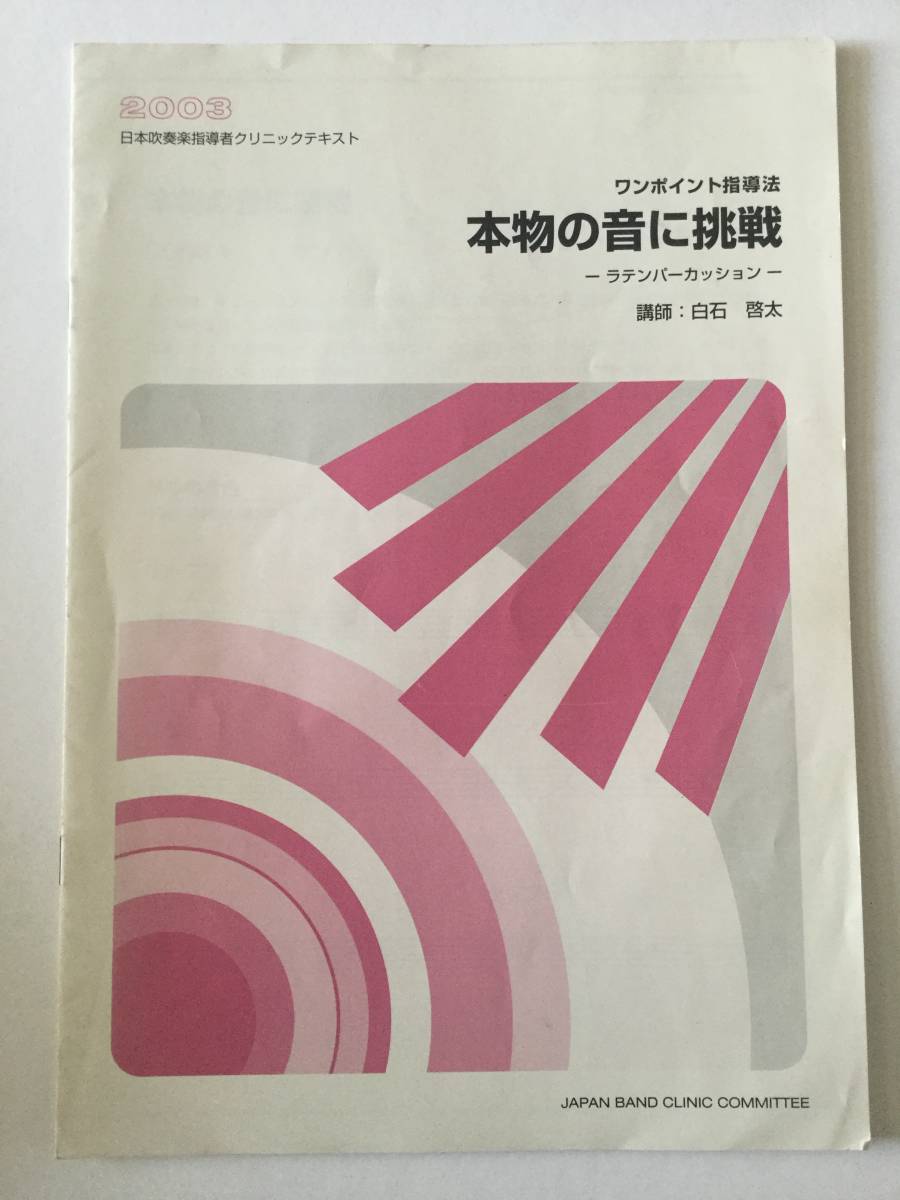 2003
日本吹奏楽指導者クリニックテキスト
ワンポイント指導法
本物の音に挑戦
ー ラテンパーカッション ー
講師：白石　啓太
JAPAN BAND CLINIC COMMITTEE